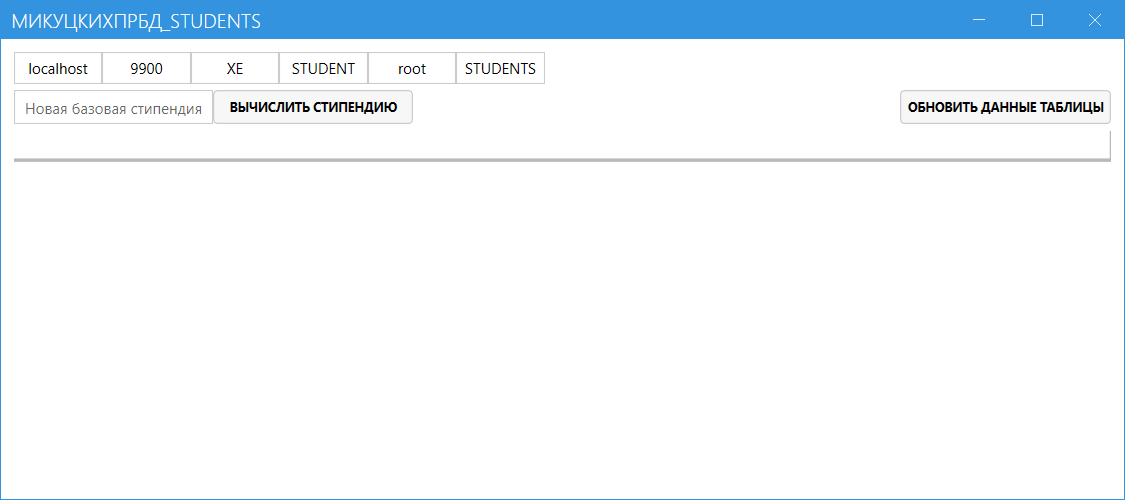 МИКУЦКИХПРБД_STUDENTS
localhost 9900 XE STUDENT root STUDENTS
Новая базовая стипендия ВЫЧИСЛИТЬ СТИПЕНДИЮ ОБНОВИТЬ ДАННЫЕ ТАБЛИЦЫ